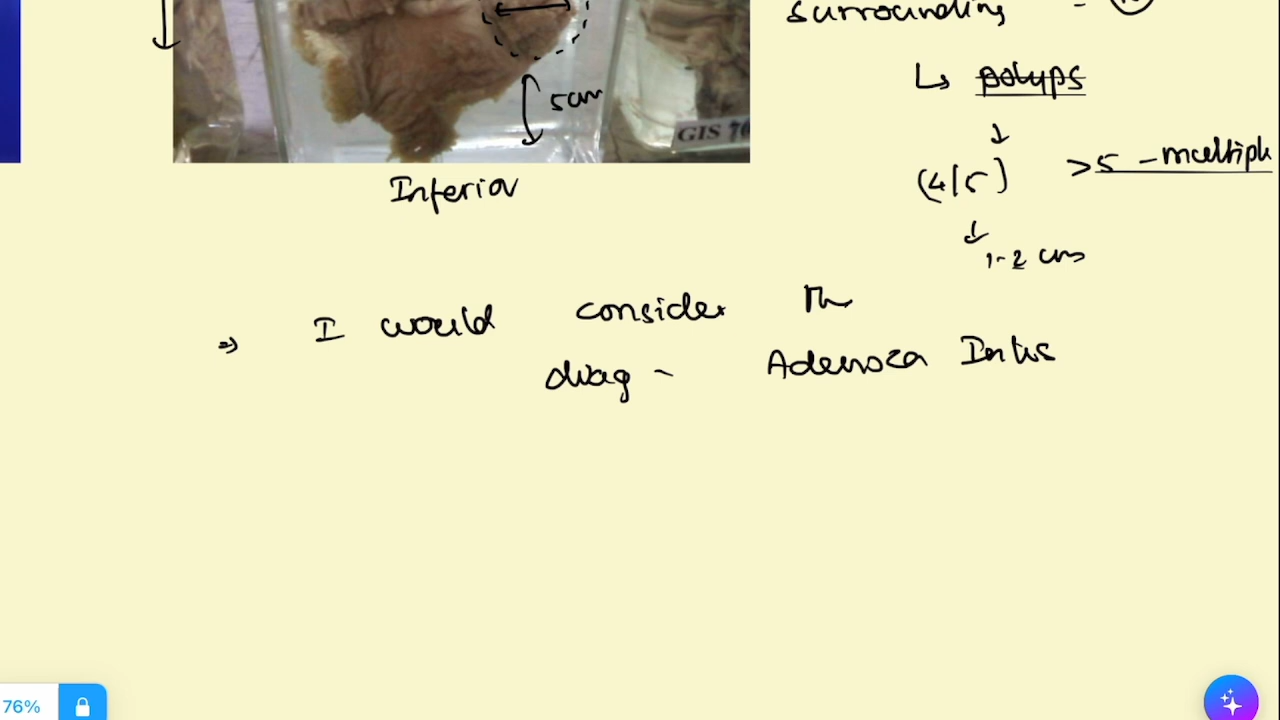 surrounding -
↳ polyps
↓
(4/5) >5 - multiple
↓
1-2 cms
5cm
GIS 76
Inferior
⇒ I would consider the
diag - Adenoca Intes
76%